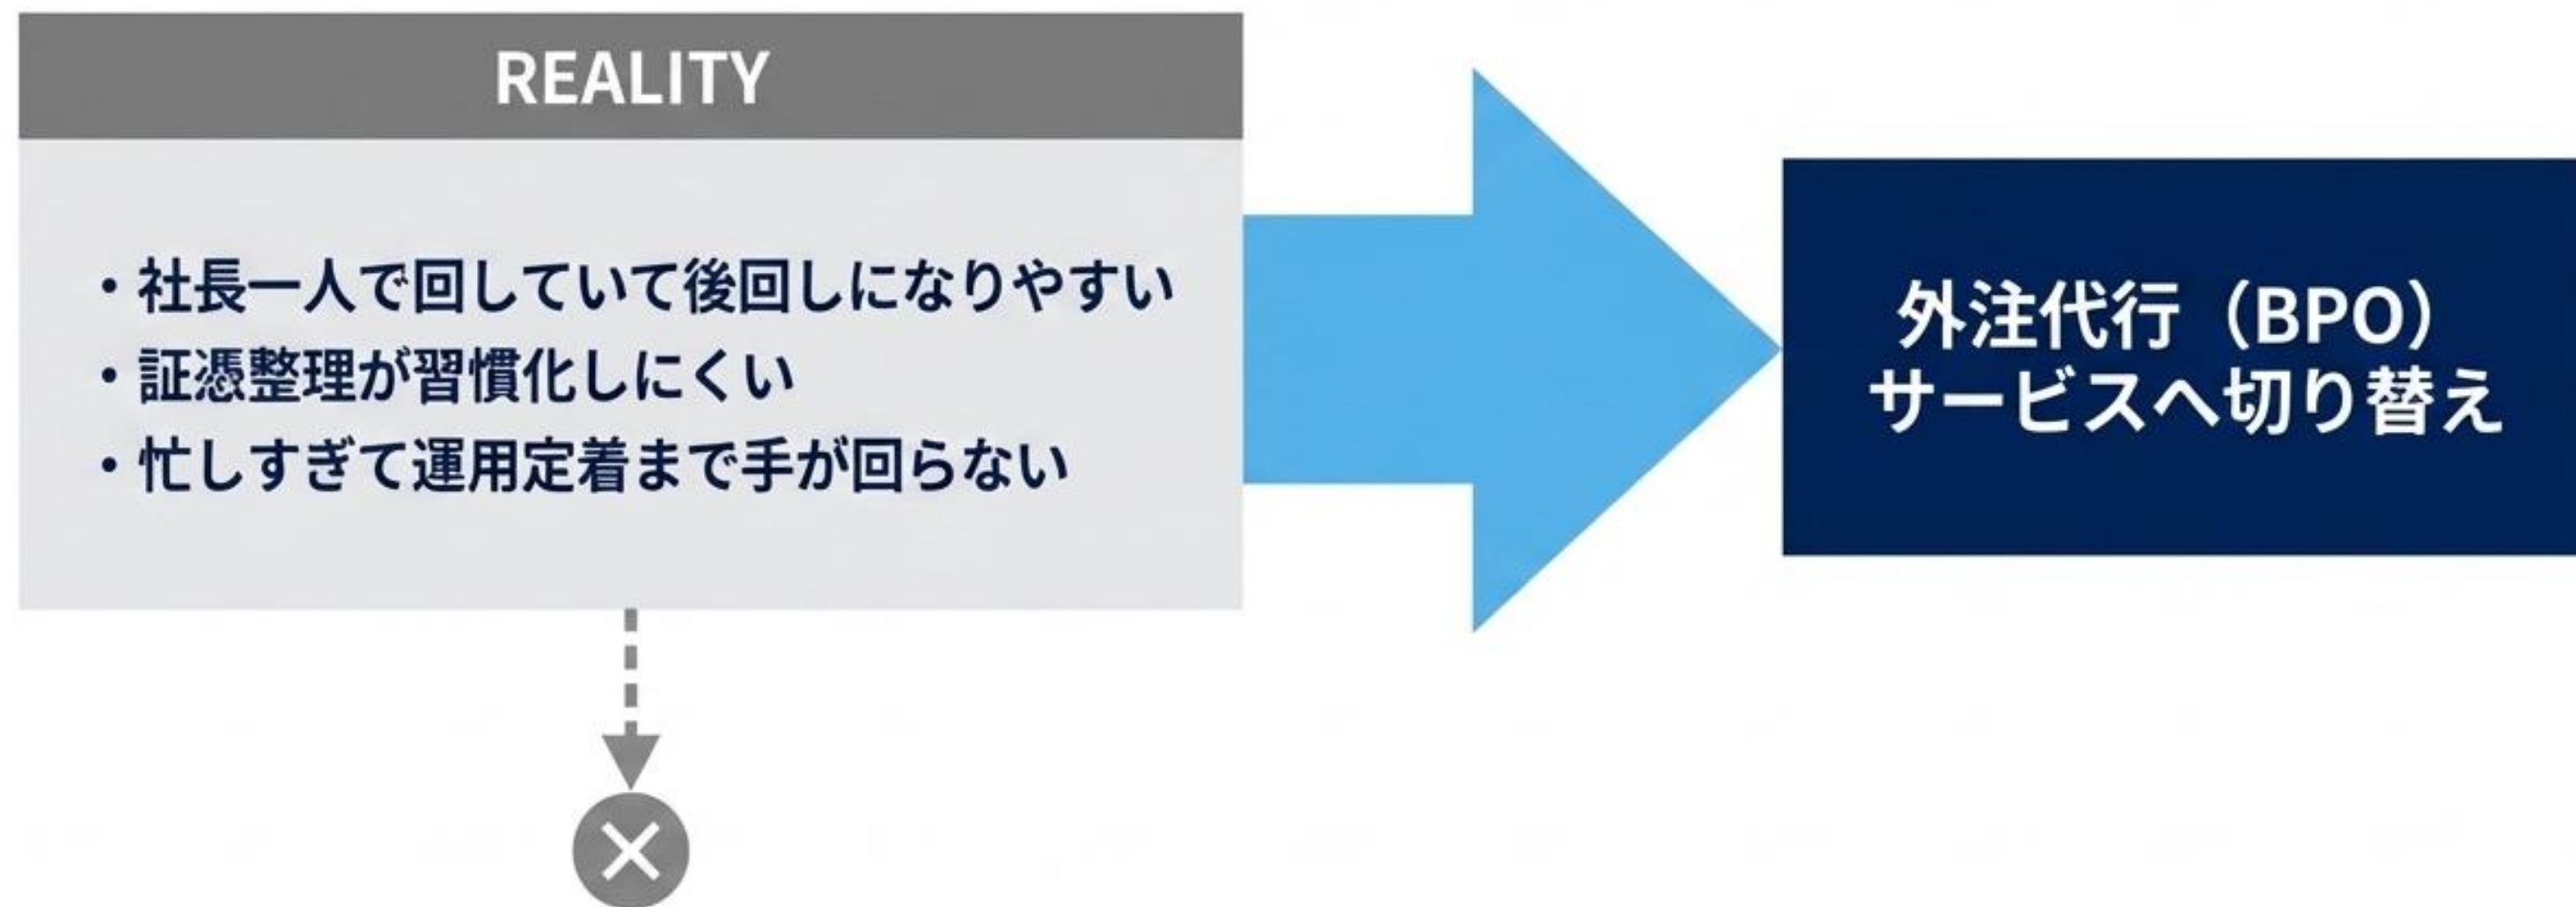 REALITY
・社長一人で回していて後回しになりやすい
・証憑整理が習慣化しにくい
・忙しすぎて運用定着まで手が回らない
外注代行（BPO）
サービスへ切り替え